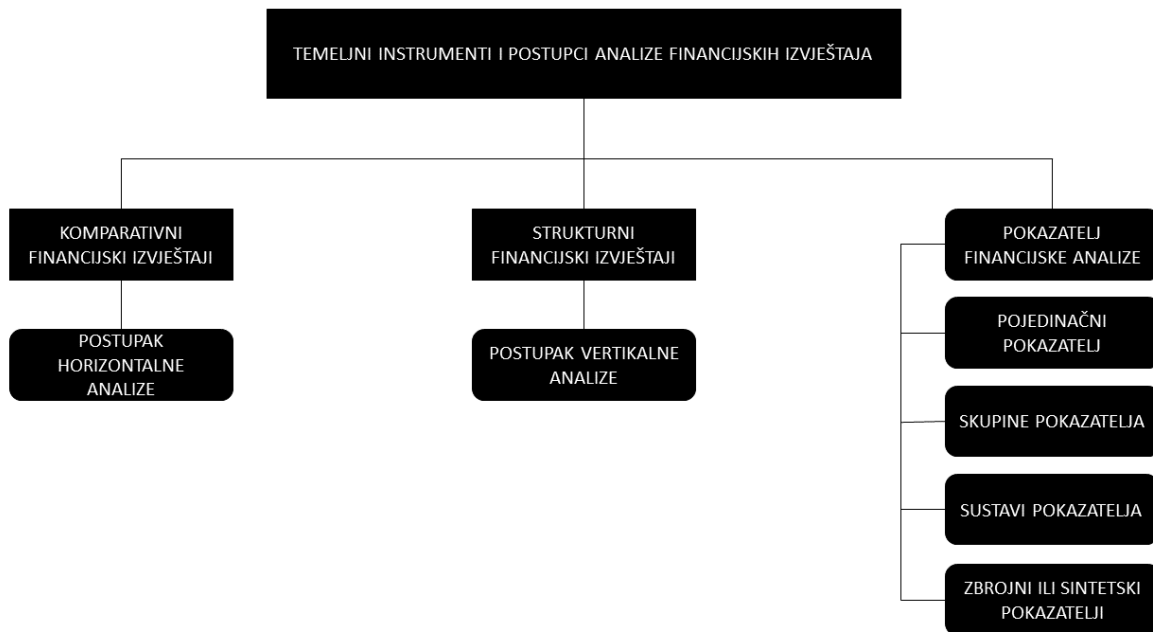 TEMELJNI INSTRUMENTI I POSTUPCI ANALIZE FINANCIJSKIH IZVJEŠTAJA
KOMPARATIVNI
FINANCIJSKI IZVJEŠTAJI
POSTUPAK
HORIZONTALNE
ANALIZE
STRUKTURNI
FINANCIJSKI IZVJEŠTAJI
POSTUPAK VERTIKALNE
ANALIZE
POKAZATELJ
FINANCIJSKE ANALIZE
POJEDINAČNI
POKAZATELJ
SKUPINE POKAZATELJA
SUSTAVI POKAZATELJA
ZBROJNI ILI SINTETSKI
POKAZATELJI